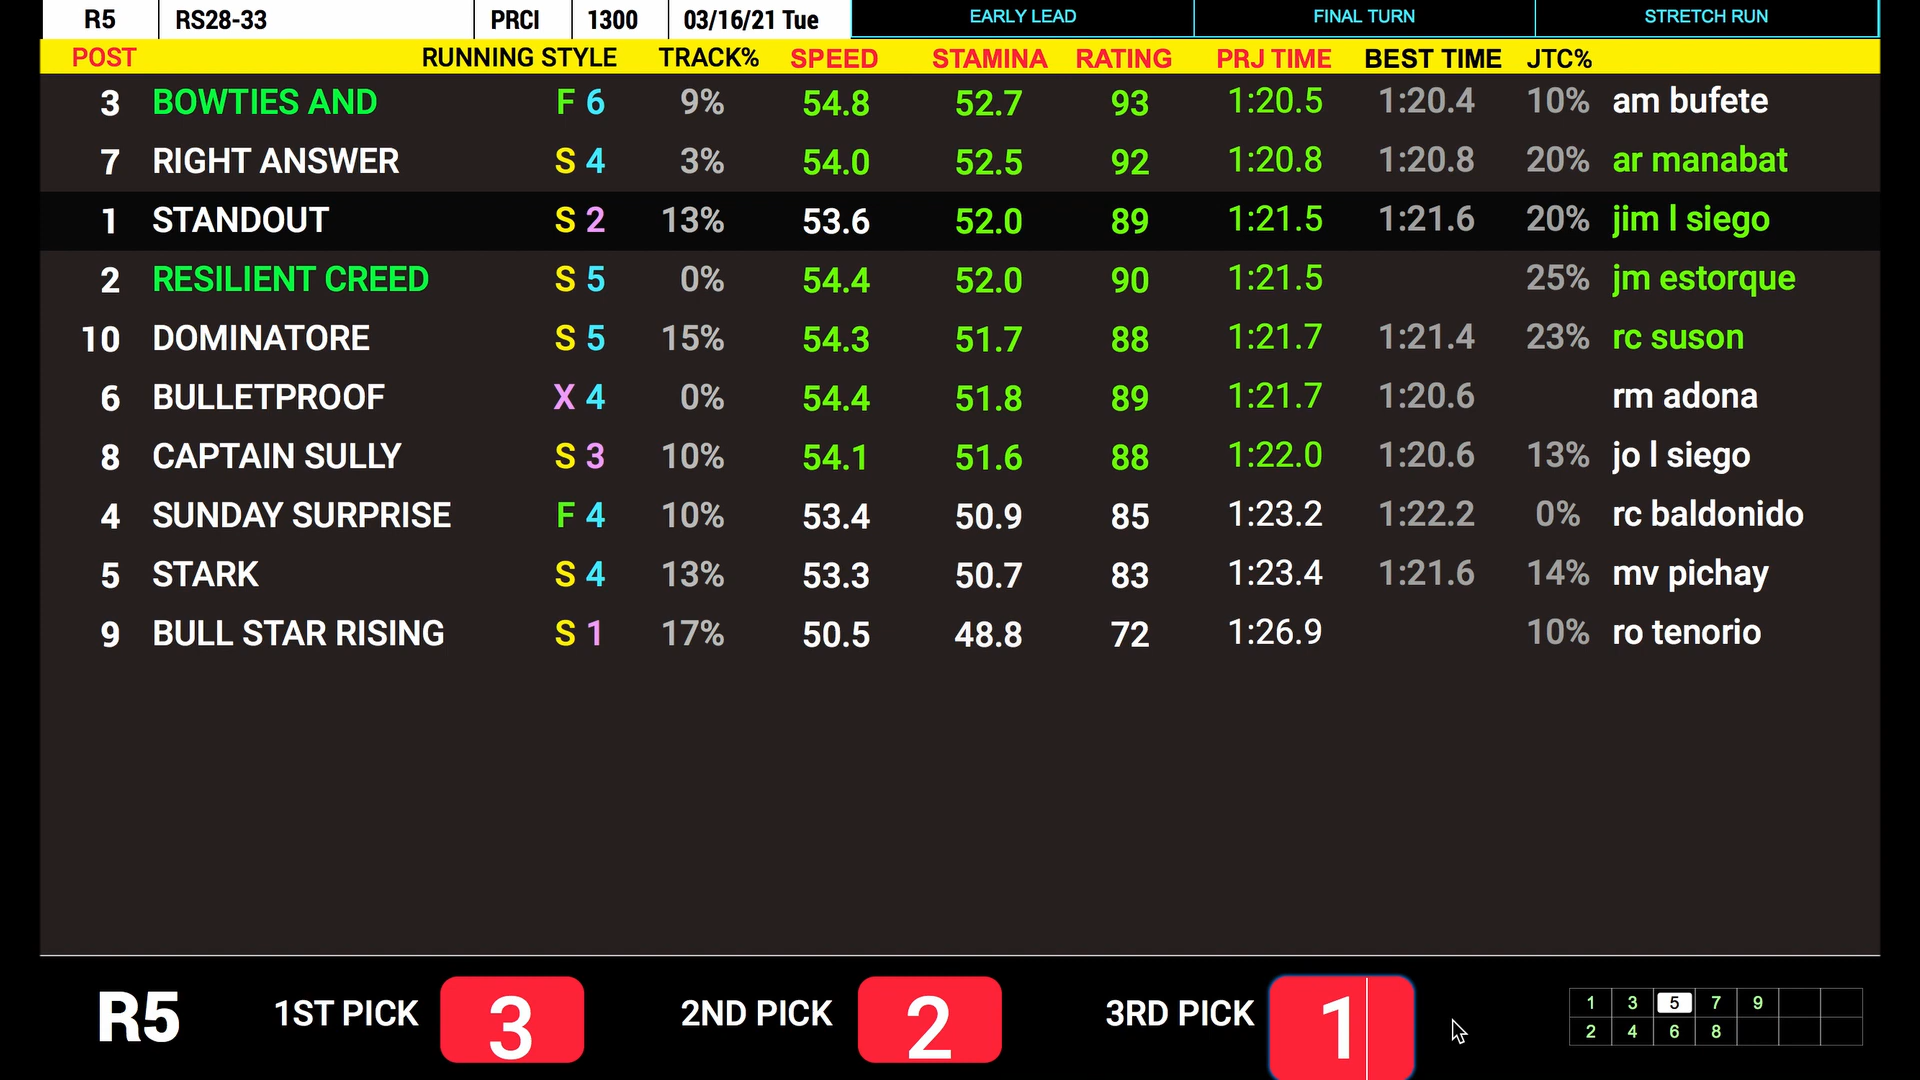 R5 RS28-33 PRCI 1300 03/16/21 Tue EARLY LEAD FINAL TURN STRETCH RUN
POST RUNNING STYLE TRACK% SPEED STAMINA RATING PRJ TIME BEST TIME JTC%
3 BOWTIES AND F 6 9% 54.8 52.7 93 1:20.5 1:20.4 10% am bufete
7 RIGHT ANSWER S 4 3% 54.0 52.5 92 1:20.8 1:20.8 20% ar manabat
1 STANDOUT S 2 13% 53.6 52.0 89 1:21.5 1:21.6 20% jim l siego
2 RESILIENT CREED S 5 0% 54.4 52.0 90 1:21.5 25% jm estorque
10 DOMINATORE S 5 15% 54.3 51.7 88 1:21.7 1:21.4 23% rc suson
6 BULLETPROOF X 4 0% 54.4 51.8 89 1:21.7 1:20.6 rm adona
8 CAPTAIN SULLY S 3 10% 54.1 51.6 88 1:22.0 1:20.6 13% jo l siego
4 SUNDAY SURPRISE F 4 10% 53.4 50.9 85 1:23.2 1:22.2 0% rc baldonido
5 STARK S 4 13% 53.3 50.7 83 1:23.4 1:21.6 14% mv pichay
9 BULL STAR RISING S 1 17% 50.5 48.8 72 1:26.9 10% ro tenorio
R5 1ST PICK 3 2ND PICK 2 3RD PICK 1
1 3 5 7 9
2 4 6 8